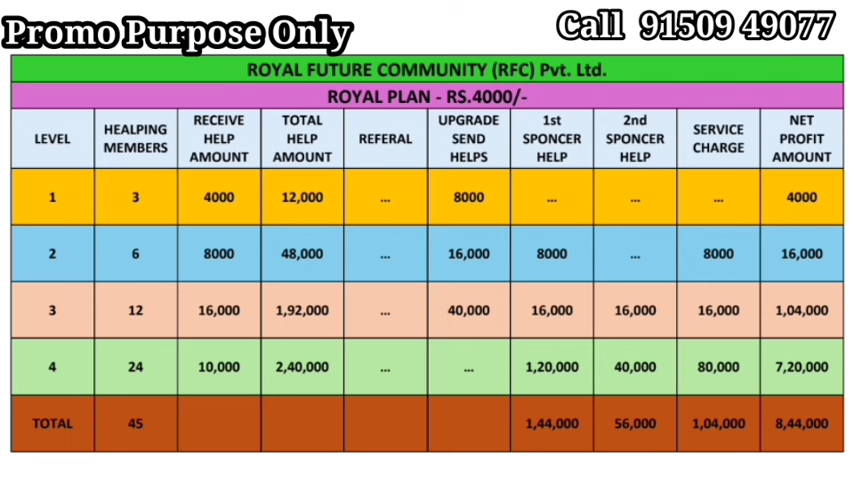 Promo Purpose Only
Call 91509 49077
ROYAL FUTURE COMMUNITY (RFC) Pvt. Ltd.
ROYAL PLAN - RS.4000/-
LEVEL HEALPING MEMBERS RECEIVE HELP AMOUNT TOTAL HELP AMOUNT REFERAL UPGRADE SEND HELPS 1st SPONCER HELP 2nd SPONCER HELP SERVICE CHARGE NET PROFIT AMOUNT
1 3 4000 12,000 ... 8000 ... ... ... 4000
2 6 8000 48,000 ... 16,000 8000 ... 8000 16,000
3 12 16,000 1,92,000 ... 40,000 16,000 16,000 16,000 1,04,000
4 24 10,000 2,40,000 ... ... 1,20,000 40,000 80,000 7,20,000
TOTAL 45 1,44,000 56,000 1,04,000 8,44,000